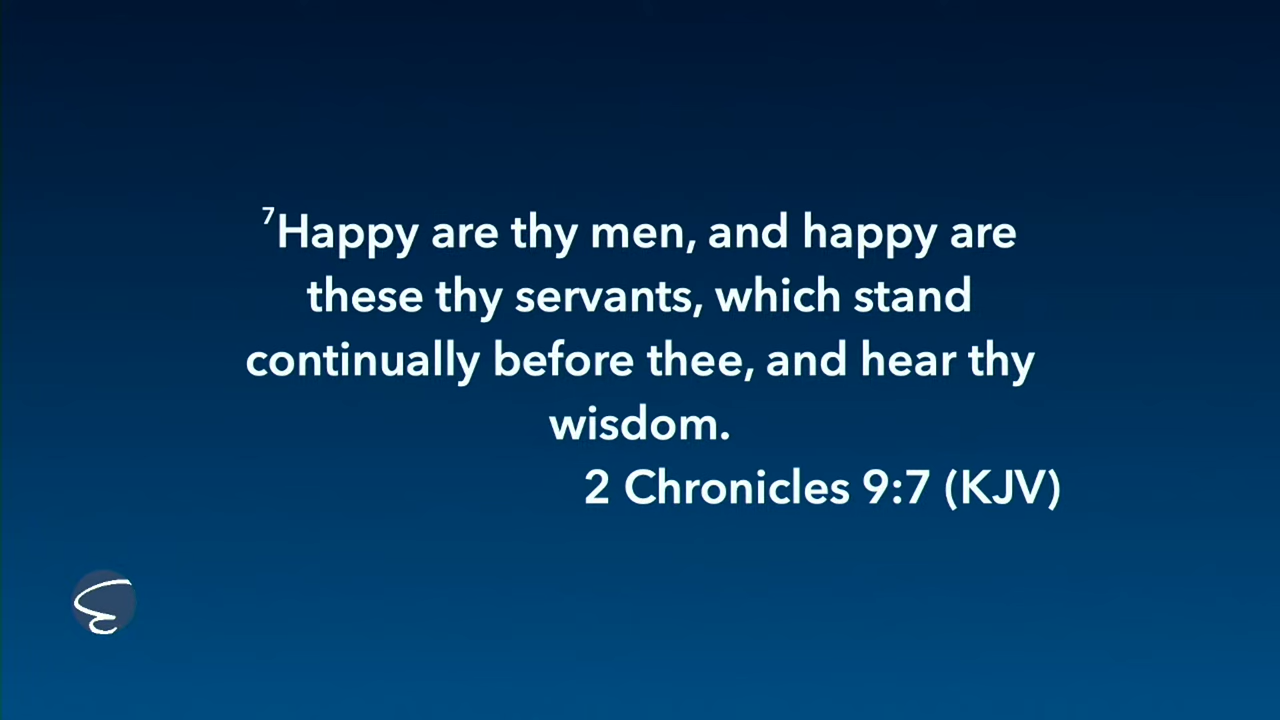 ⁷Happy are thy men, and happy are
these thy servants, which stand
continually before thee, and hear thy
wisdom.
2 Chronicles 9:7 (KJV)